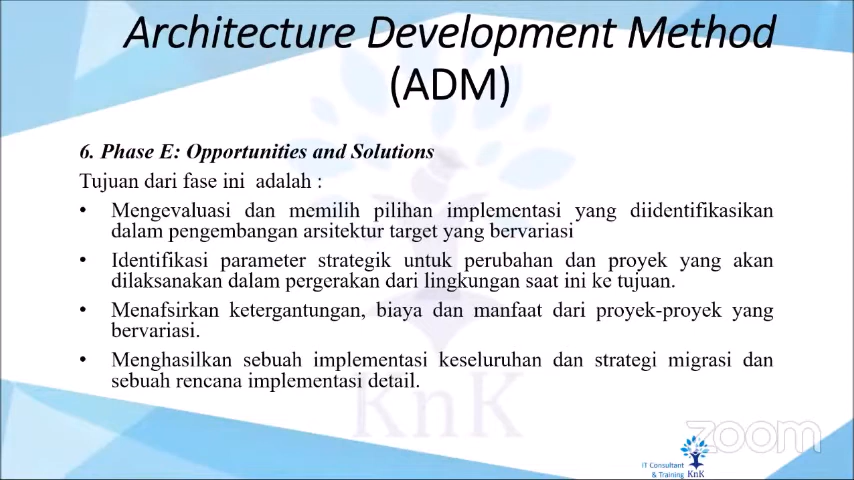 Architecture Development Method
(ADM)
6. Phase E: Opportunities and Solutions
Tujuan dari fase ini adalah :
• Mengevaluasi dan memilih pilihan implementasi yang diidentifikasikan
dalam pengembangan arsitektur target yang bervariasi
• Identifikasi parameter strategik untuk perubahan dan proyek yang akan
dilaksanakan dalam pergerakan dari lingkungan saat ini ke tujuan.
• Menafsirkan ketergantungan, biaya dan manfaat dari proyek-proyek yang
bervariasi.
• Menghasilkan sebuah implementasi keseluruhan dan strategi migrasi dan
sebuah rencana implementasi detail.
KnK
zoom
IT Consultant
& Training KnK